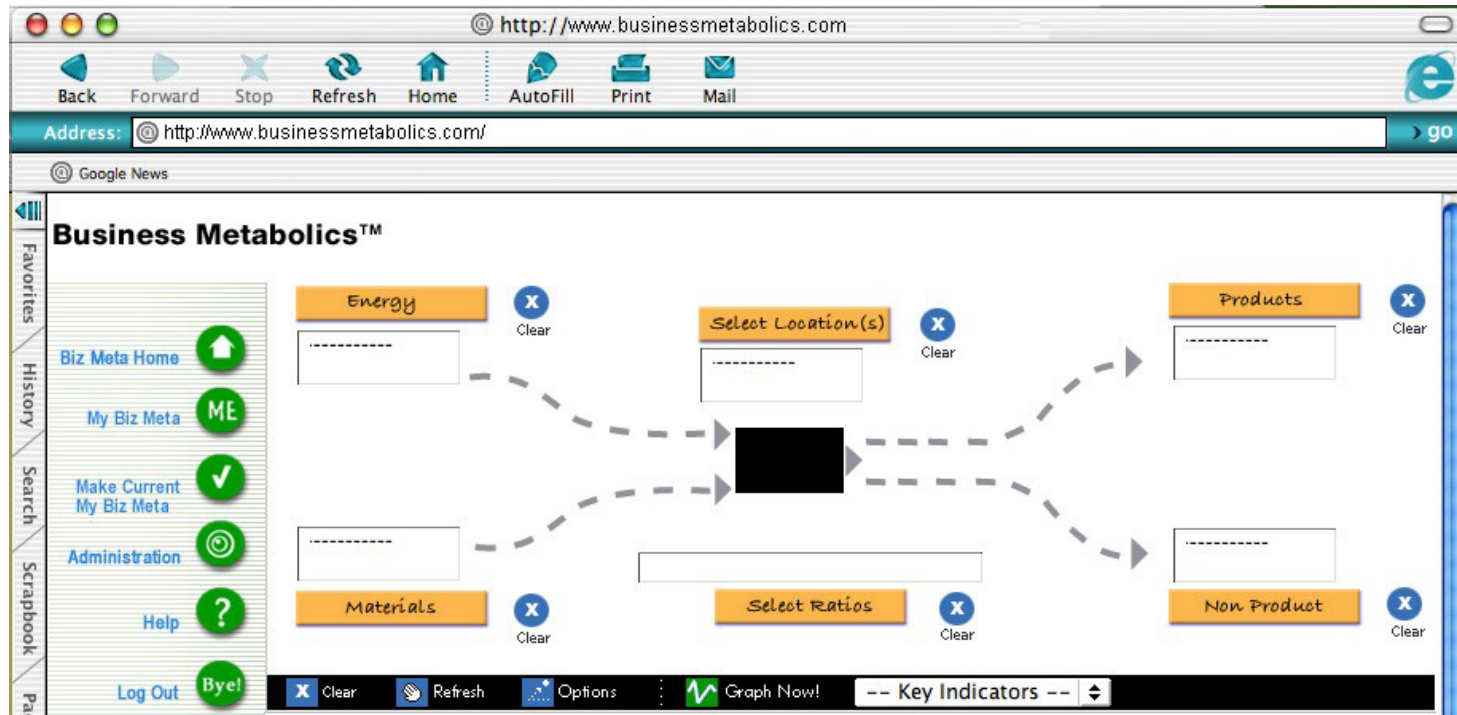 @ http://www.businessmetabolics.com
Back Forward Stop Refresh Home AutoFill Print Mail
Address: @ http://www.businessmetabolics.com/ › go
@ Google News
Favorites
History
Search
Scrapbook
Business Metabolics™
Biz Meta Home
My Biz Meta ME
Make Current
My Biz Meta
Administration
Help ?
Log Out Bye!
Energy X
Clear
----------
Select Location(s) X
Clear
----------
Products X
Clear
----------
----------
Materials X
Clear
Select Ratios X
Clear
----------
Non Product X
Clear
X Clear Refresh Options Graph Now! -- Key Indicators --